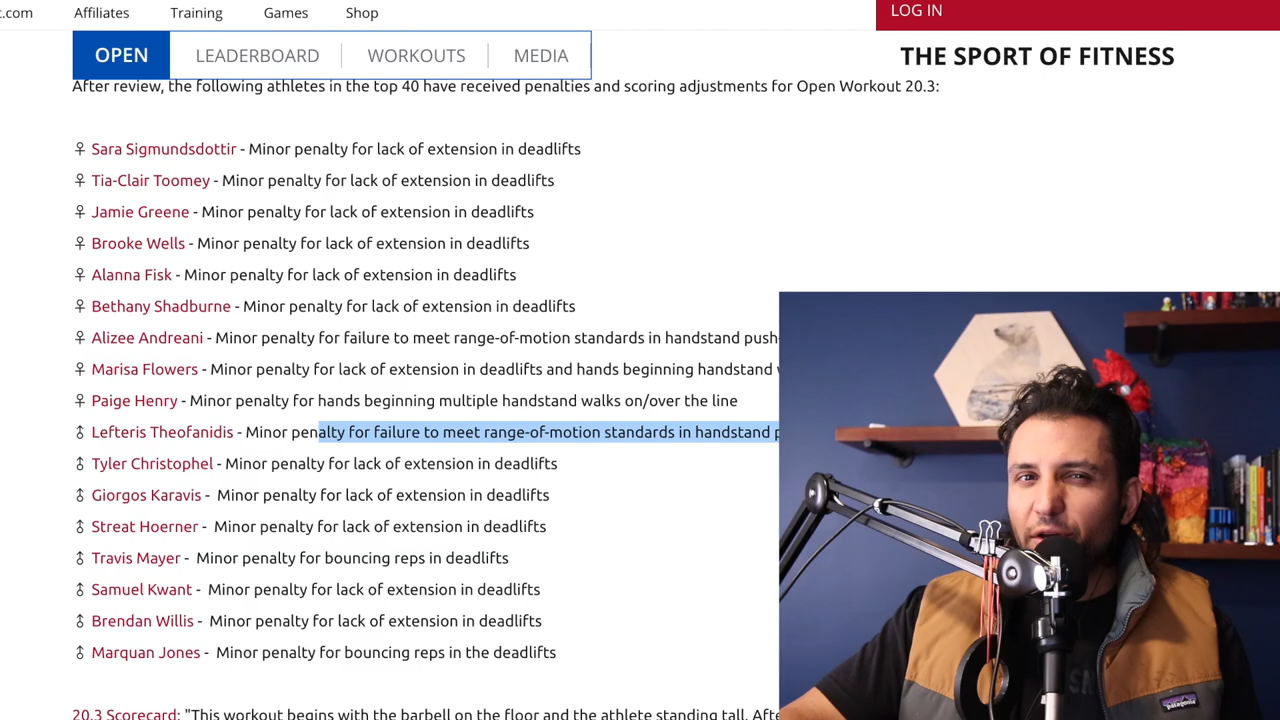 t.com Affiliates Training Games Shop LOG IN
OPEN LEADERBOARD WORKOUTS MEDIA THE SPORT OF FITNESS
After review, the following athletes in the top 40 have received penalties and scoring adjustments for Open Workout 20.3:
Sara Sigmundsdottir - Minor penalty for lack of extension in deadlifts
Tia-Clair Toomey - Minor penalty for lack of extension in deadlifts
Jamie Greene - Minor penalty for lack of extension in deadlifts
Brooke Wells - Minor penalty for lack of extension in deadlifts
Alanna Fisk - Minor penalty for lack of extension in deadlifts
Bethany Shadburne - Minor penalty for lack of extension in deadlifts
Alizee Andreani - Minor penalty for failure to meet range-of-motion standards in handstand push-
Marisa Flowers - Minor penalty for lack of extension in deadlifts and hands beginning handstand
Paige Henry - Minor penalty for hands beginning multiple handstand walks on/over the line
Lefteris Theofanidis - Minor penalty for failure to meet range-of-motion standards in handstand p
Tyler Christophel - Minor penalty for lack of extension in deadlifts
Giorgos Karavis - Minor penalty for lack of extension in deadlifts
Streat Hoerner - Minor penalty for lack of extension in deadlifts
Travis Mayer - Minor penalty for bouncing reps in deadlifts
Samuel Kwant - Minor penalty for lack of extension in deadlifts
Brendan Willis - Minor penalty for lack of extension in deadlifts
Marquan Jones - Minor penalty for bouncing reps in the deadlifts
20.3 Scorecard: "This workout begins with the barbell on the floor and the athlete standing tall. Afte
patagonia